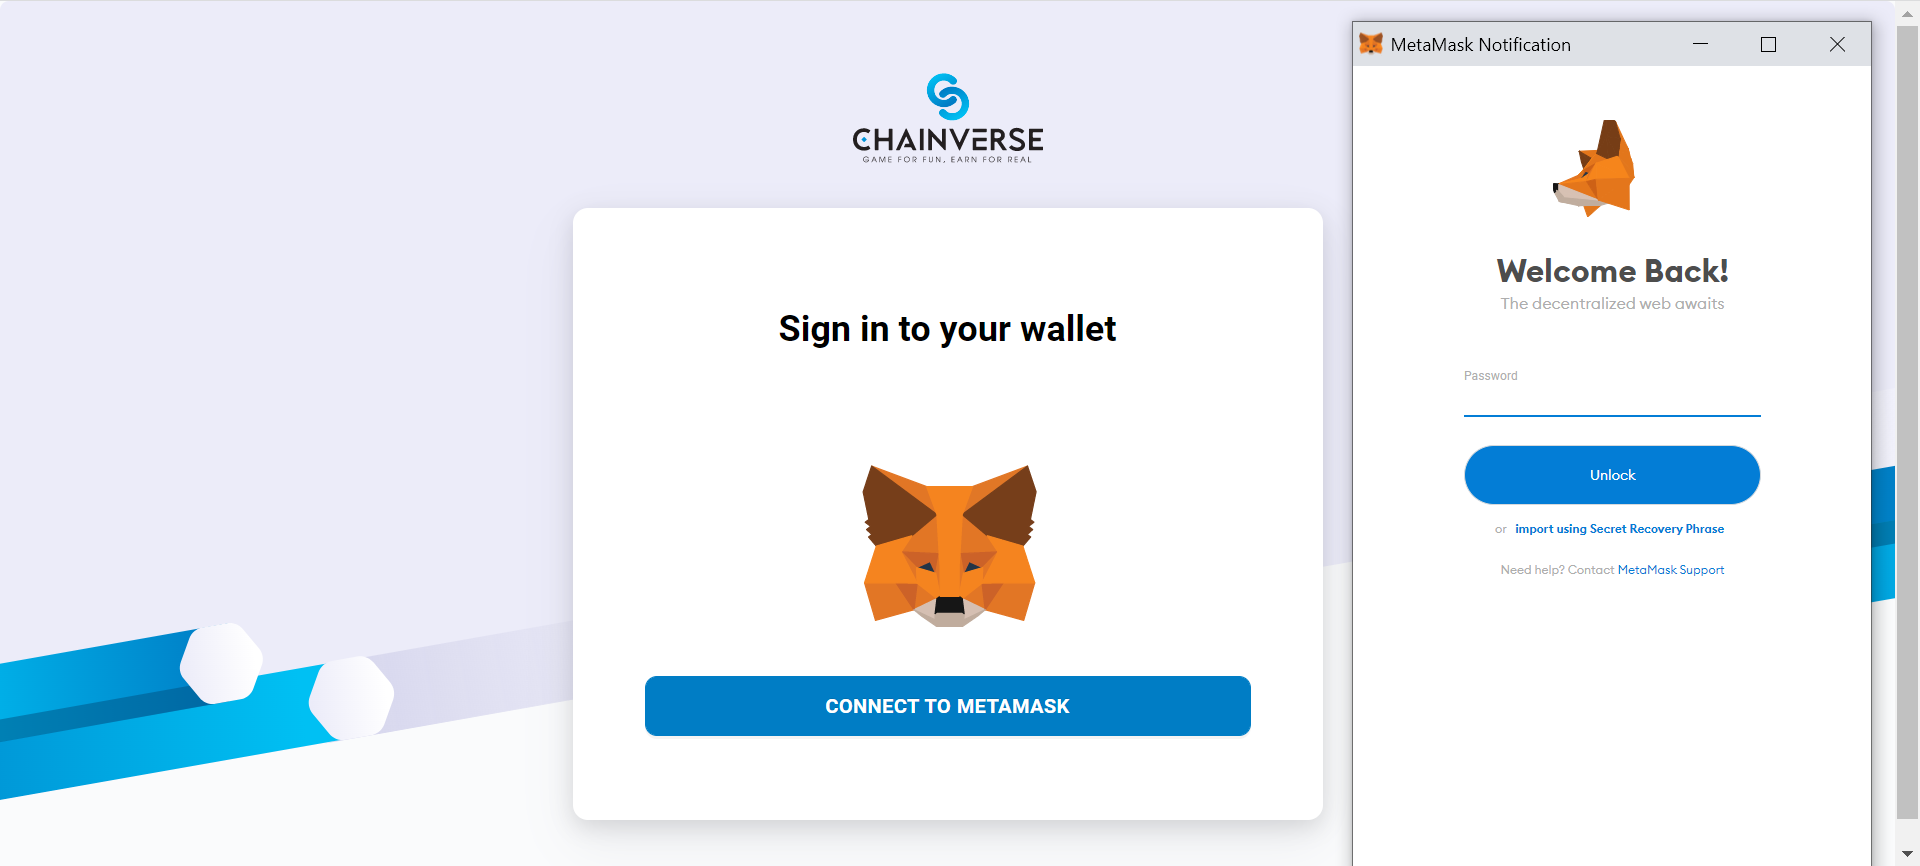 CHAINVERSE
GAME FOR FUN, EARN FOR REAL
Sign in to your wallet
CONNECT TO METAMASK
MetaMask Notification
Welcome Back!
The decentralized web awaits
Password
Unlock
or import using Secret Recovery Phrase
Need help? Contact MetaMask Support